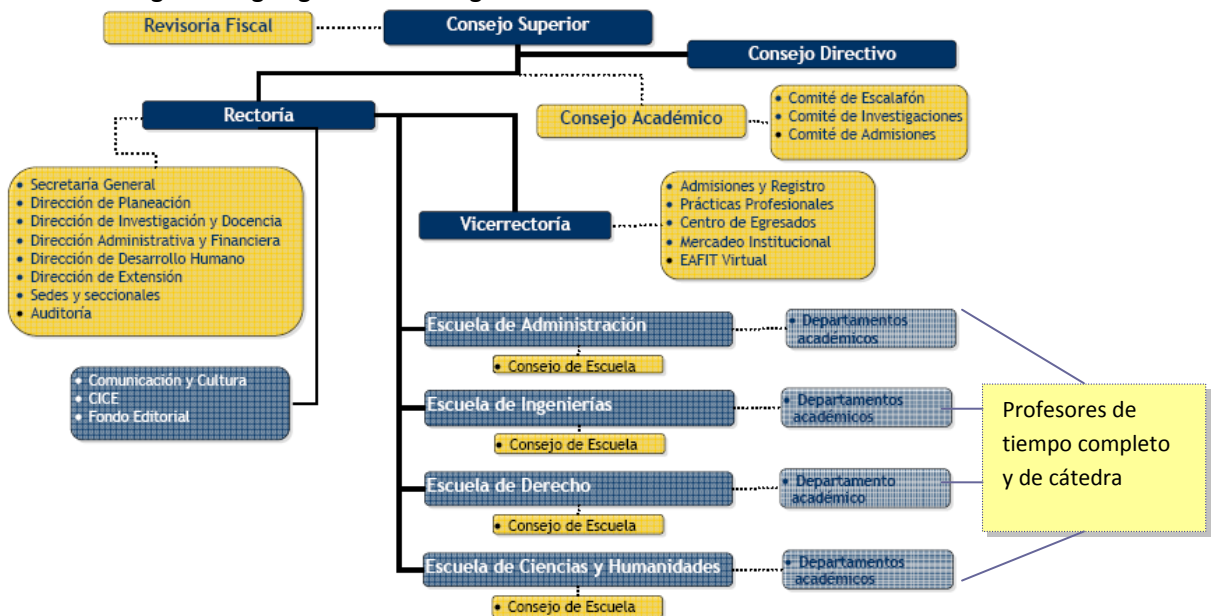 Revisoría Fiscal
Consejo Superior
Consejo Directivo
Rectoría
Consejo Académico
• Comité de Escalafón
• Comité de Investigaciones
• Comité de Admisiones
• Secretaría General
• Dirección de Planeación
• Dirección de Investigación y Docencia
• Dirección Administrativa y Financiera
• Dirección de Desarrollo Humano
• Dirección de Extensión
• Sedes y seccionales
• Auditoría
Vicerrectoría
• Admisiones y Registro
• Prácticas Profesionales
• Centro de Egresados
• Mercadeo Institucional
• EAFIT Virtual
• Comunicación y Cultura
• CICE
• Fondo Editorial
Escuela de Administración
• Departamentos
académicos
• Consejo de Escuela
Escuela de Ingenierías
• Departamentos
académicos
• Consejo de Escuela
Escuela de Derecho
• Departamento
académico
• Consejo de Escuela
Escuela de Ciencias y Humanidades
• Departamentos
académicos
• Consejo de Escuela
Profesores de
tiempo completo
y de cátedra